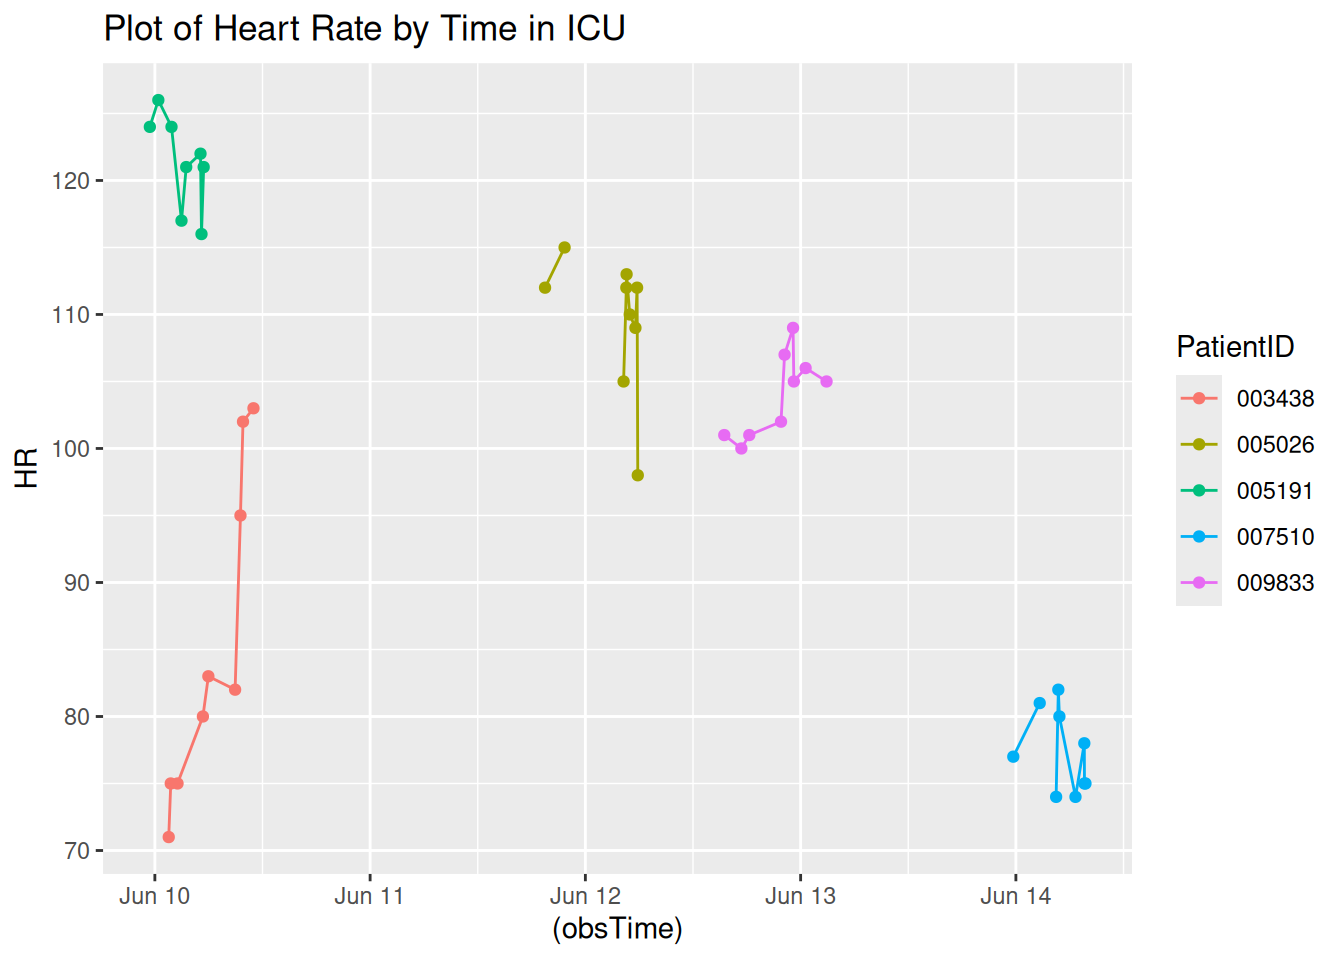 Plot of Heart Rate by Time in ICU
HR
120
110
100
90
80
70
Jun 10
Jun 11
Jun 12
Jun 13
Jun 14
(obsTime)
PatientID
003438
005026
005191
007510
009833